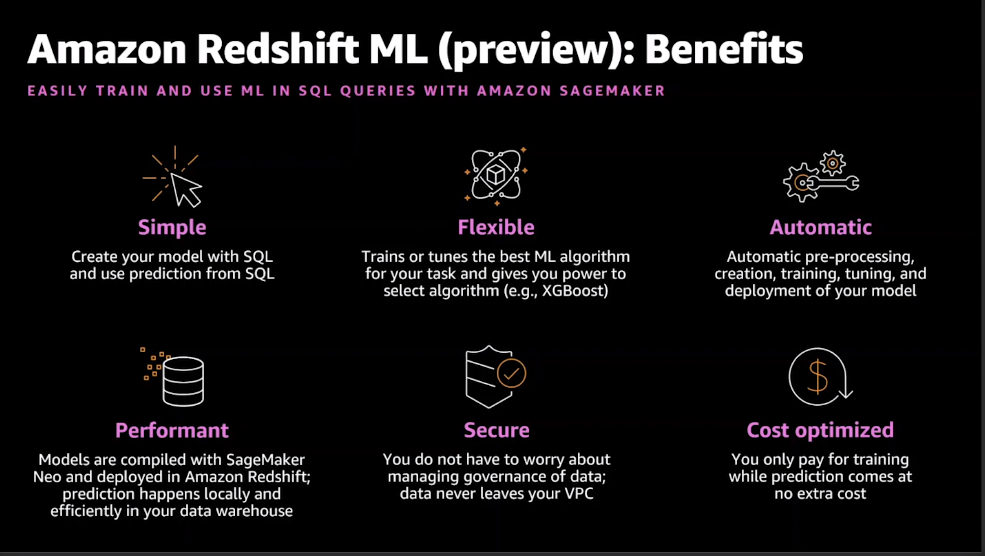 Amazon Redshift ML (preview): Benefits
EASILY TRAIN AND USE ML IN SQL QUERIES WITH AMAZON SAGEMAKER
Simple
Create your model with SQL
and use prediction from SQL
Flexible
Trains or tunes the best ML algorithm
for your task and gives you power to
select algorithm (e.g., XGBoost)
Automatic
Automatic pre-processing,
creation, training, tuning, and
deployment of your model
Performant
Models are compiled with SageMaker
Neo and deployed in Amazon Redshift;
prediction happens locally and
efficiently in your data warehouse
Secure
You do not have to worry about
managing governance of data;
data never leaves your VPC
Cost optimized
You only pay for training
while prediction comes at
no extra cost